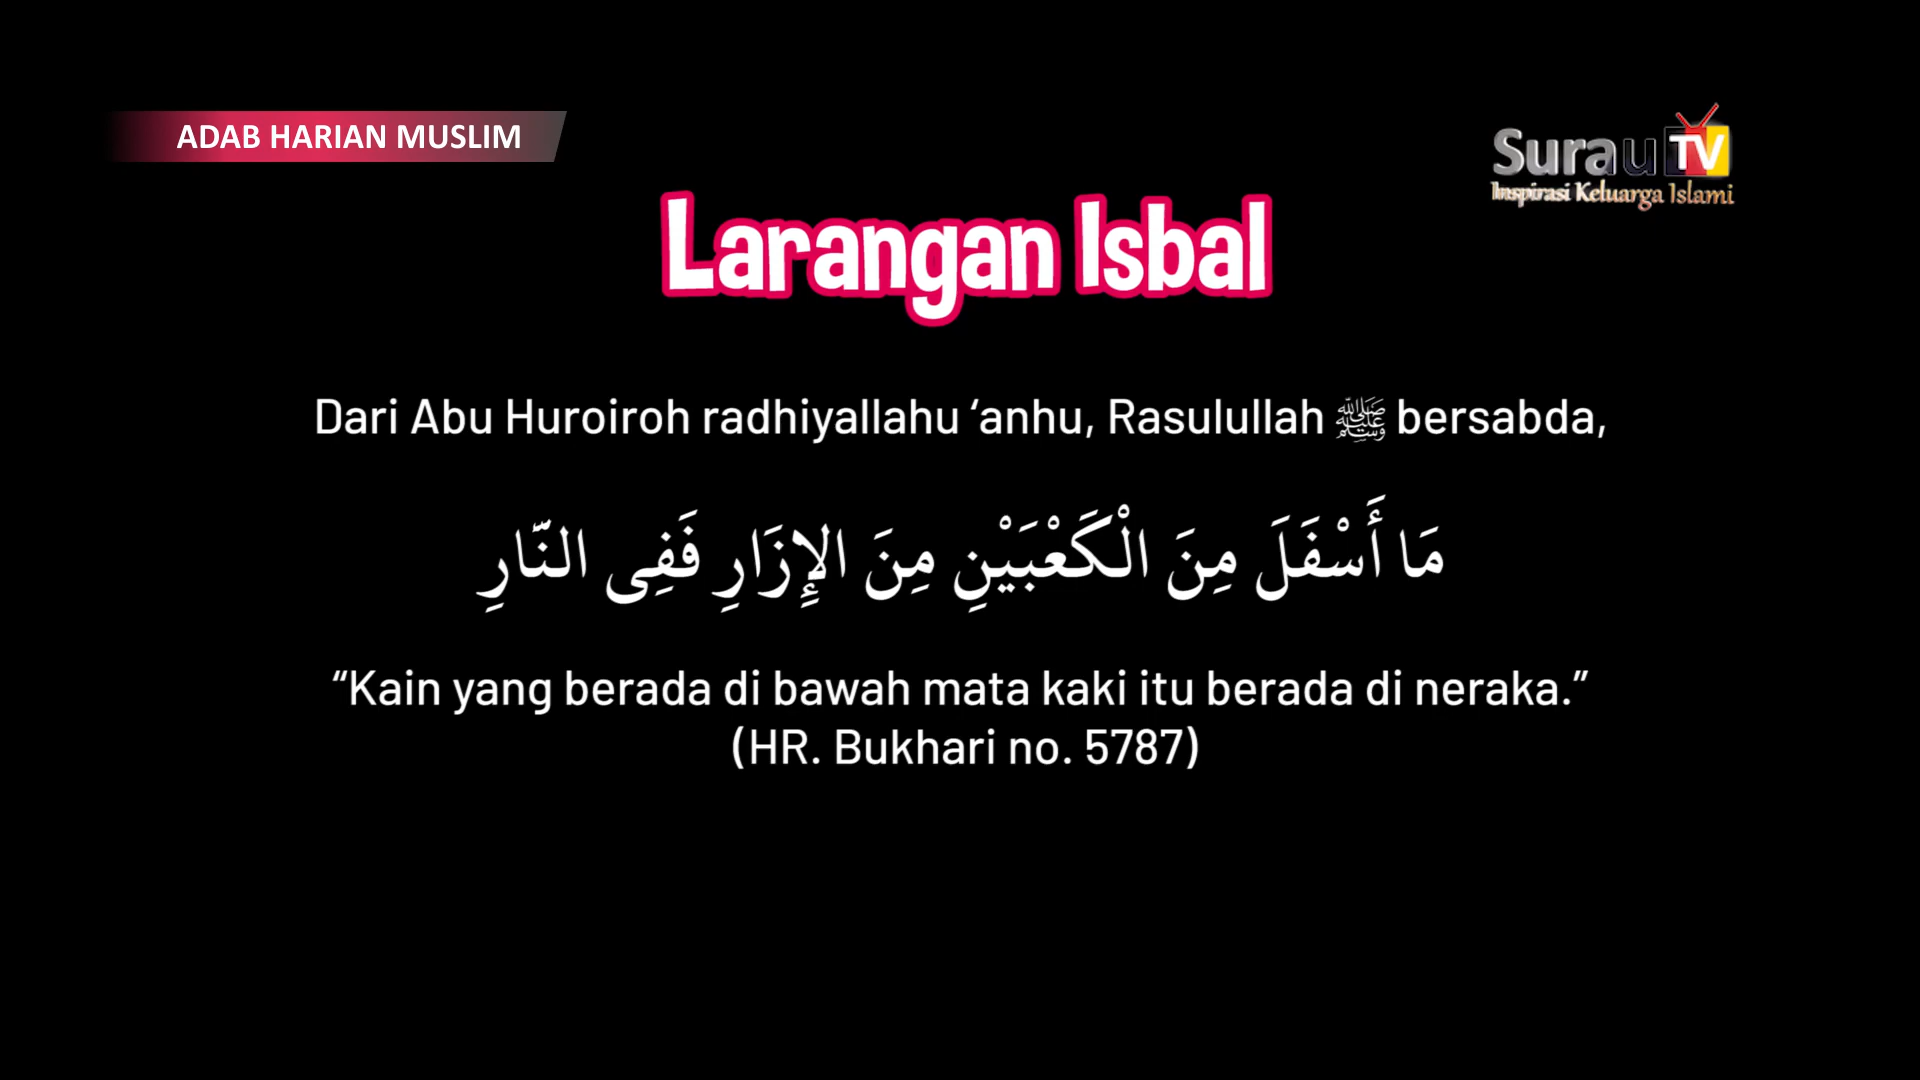 ADAB HARIAN MUSLIM
Surau TV
Inspirasi Keluarga Islami
Larangan Isbal
Dari Abu Huroiroh radhiyallahu ‘anhu, Rasulullah ﷺ bersabda,
مَا أَسْفَلَ مِنَ الْكَعْبَيْنِ مِنَ الإِزَارِ فَفِى النَّارِ
“Kain yang berada di bawah mata kaki itu berada di neraka.”
(HR. Bukhari no. 5787)